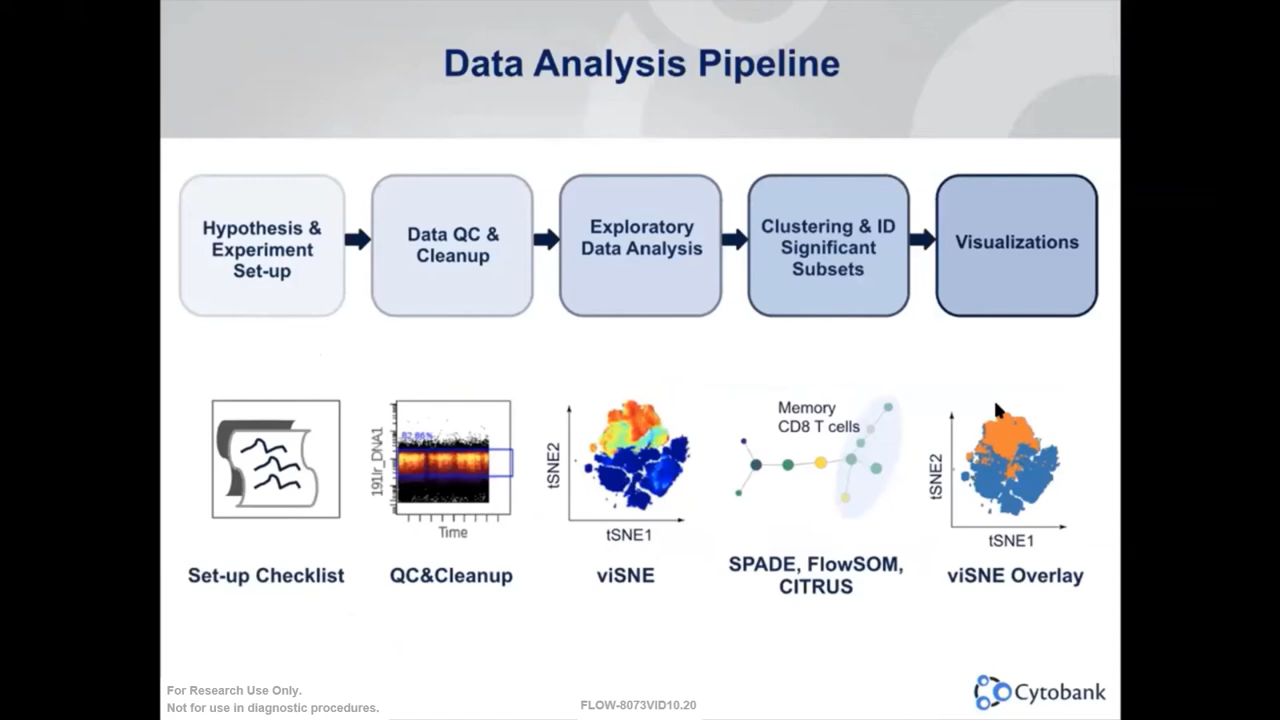 Data Analysis Pipeline
Hypothesis &
Experiment
Set-up
Data QC &
Cleanup
Exploratory
Data Analysis
Clustering & ID
Significant
Subsets
Visualizations
191Ir_DNA1
Time
tSNE2
tSNE1
Memory
CD8 T cells
tSNE2
tSNE1
Set-up Checklist
QC&Cleanup
viSNE
SPADE, FlowSOM,
CITRUS
viSNE Overlay
For Research Use Only.
Not for use in diagnostic procedures.
FLOW-8073VID10.20
Cytobank